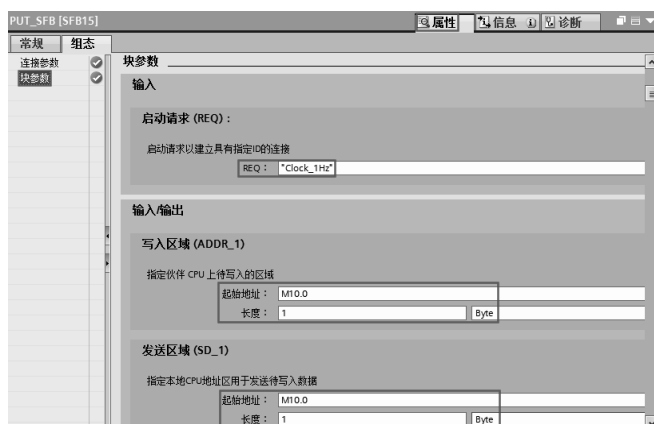 PUT_SFB [SFB15]
属性 信息 诊断
常规 组态
连接参数
块参数
块参数
输入
启动请求 (REQ)：
启动请求以建立具有指定ID的连接
REQ： "Clock_1Hz"
输入/输出
写入区域 (ADDR_1)
指定伙伴 CPU 上待写入的区域
起始地址： M10.0
长度： 1 Byte
发送区域 (SD_1)
指定本地CPU地址区用于发送待写入数据
起始地址： M10.0
长度： 1 Byte